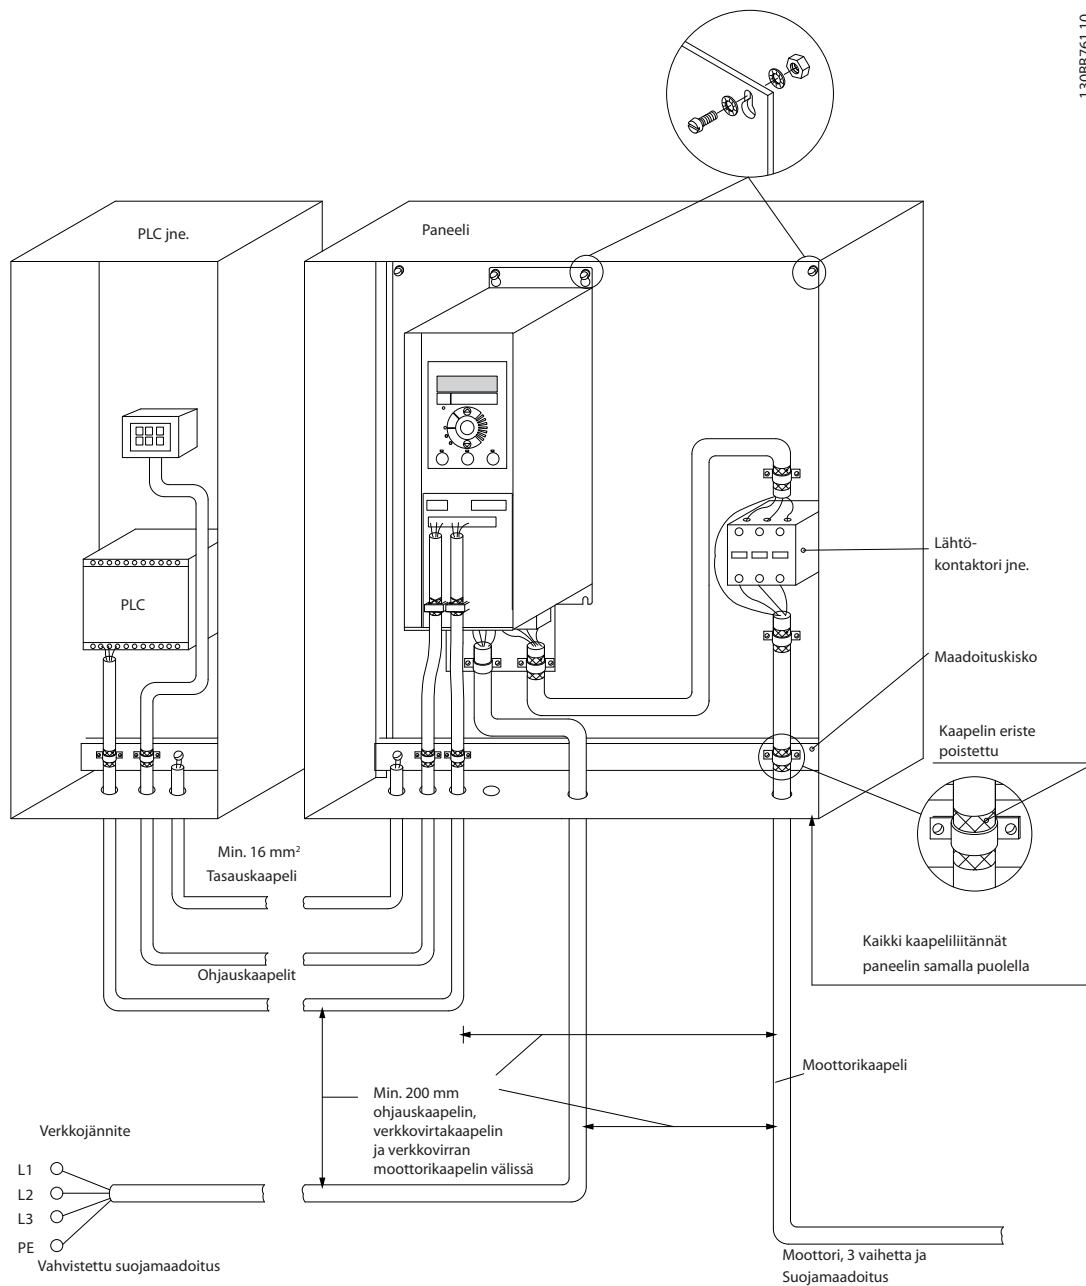 130BB761.10
PLC jne.
Paneeli
PLC
Lähtö-
kontaktori jne.
Maadoituskisko
Kaapelin eriste
poistettu
Min. 16 mm²
Tasauskaapeli
Ohjauskaapelit
Kaikki kaapeliliitännät
paneelin samalla puolella
Moottorikaapeli
Min. 200 mm
ohjauskaapelin,
verkkovirtakaapelin
ja verkkovirran
moottorikaapelin välissä
Verkkojännite
L1
L2
L3
PE
Vahvistettu suojamaadoitus
Moottori, 3 vaihetta ja
Suojamaadoitus